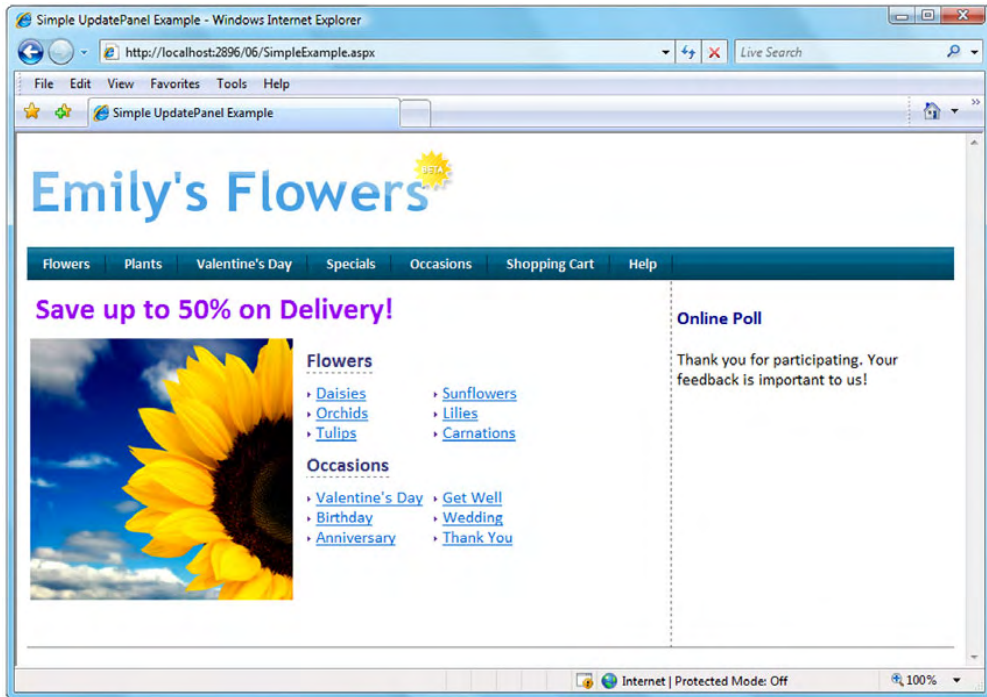 Simple UpdatePanel Example - Windows Internet Explorer
http://localhost:2896/06/SimpleExample.aspx
Live Search
File Edit View Favorites Tools Help
Simple UpdatePanel Example
Emily's Flowers
BETA
Flowers Plants Valentine's Day Specials Occasions Shopping Cart Help
Save up to 50% on Delivery!
Flowers
Daisies Sunflowers
Orchids Lilies
Tulips Carnations
Occasions
Valentine's Day Get Well
Birthday Wedding
Anniversary Thank You
Online Poll
Thank you for participating. Your
feedback is important to us!
Internet | Protected Mode: Off
100%